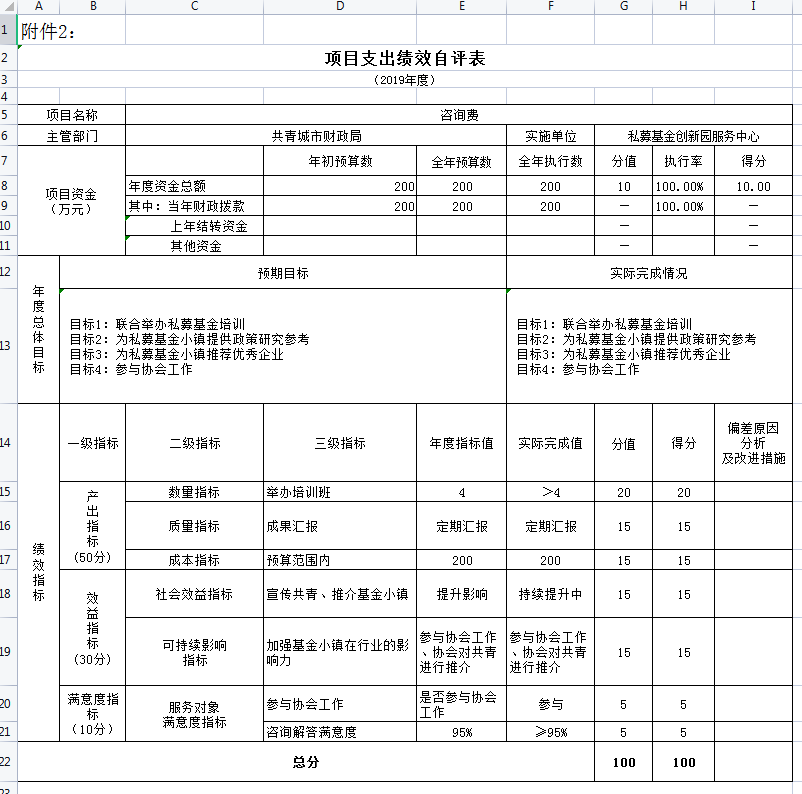 A B C D E F G H I
1 附件2:
2 项目支出绩效自评表
3 （2019年度）
4
5 项目名称 咨询费
6 主管部门 共青城市财政局 实施单位 私募基金创新园服务中心
7 年初预算数 全年预算数 全年执行数 分值 执行率 得分
项目资金
（万元）
8 年度资金总额 200 200 200 10 100.00% 10.00
9 其中：当年财政拨款 200 200 200 — 100.00% —
10 上年结转资金 — —
11 其他资金 — —
12 预期目标 实际完成情况
年
度
总
体
目
标
13
目标1：联合举办私募基金培训
目标2：为私募基金小镇提供政策研究参考
目标3：为私募基金小镇推荐优秀企业
目标4：参与协会工作
目标1：联合举办私募基金培训
目标2：为私募基金小镇提供政策研究参考
目标3：为私募基金小镇推荐优秀企业
目标4：参与协会工作
绩
效
指
标
14 一级指标 二级指标 三级指标 年度指标值 实际完成值 分值 得分
偏差原因
分析
及改进措施
产
出
指
标
(50分)
15 数量指标 举办培训班 4 ＞4 20 20
16 质量指标 成果汇报 定期汇报 定期汇报 15 15
17 成本指标 预算范围内 200 200 15 15
效
益
指
标
(30分)
18 社会效益指标 宣传共青、推介基金小镇 提升影响 持续提升中 15 15
19
可持续影响
指标
加强基金小镇在行业的影
响力
参与协会工作
、协会对共青
进行推介
参与协会工作
、协会对共青
进行推介
15 15
满意度指
标
(10分)
服务对象
满意度指标
20 参与协会工作
是否参与协会
工作
参与 5 5
21 咨询解答满意度 95% ≥95% 5 5
22 总分 100 100
23